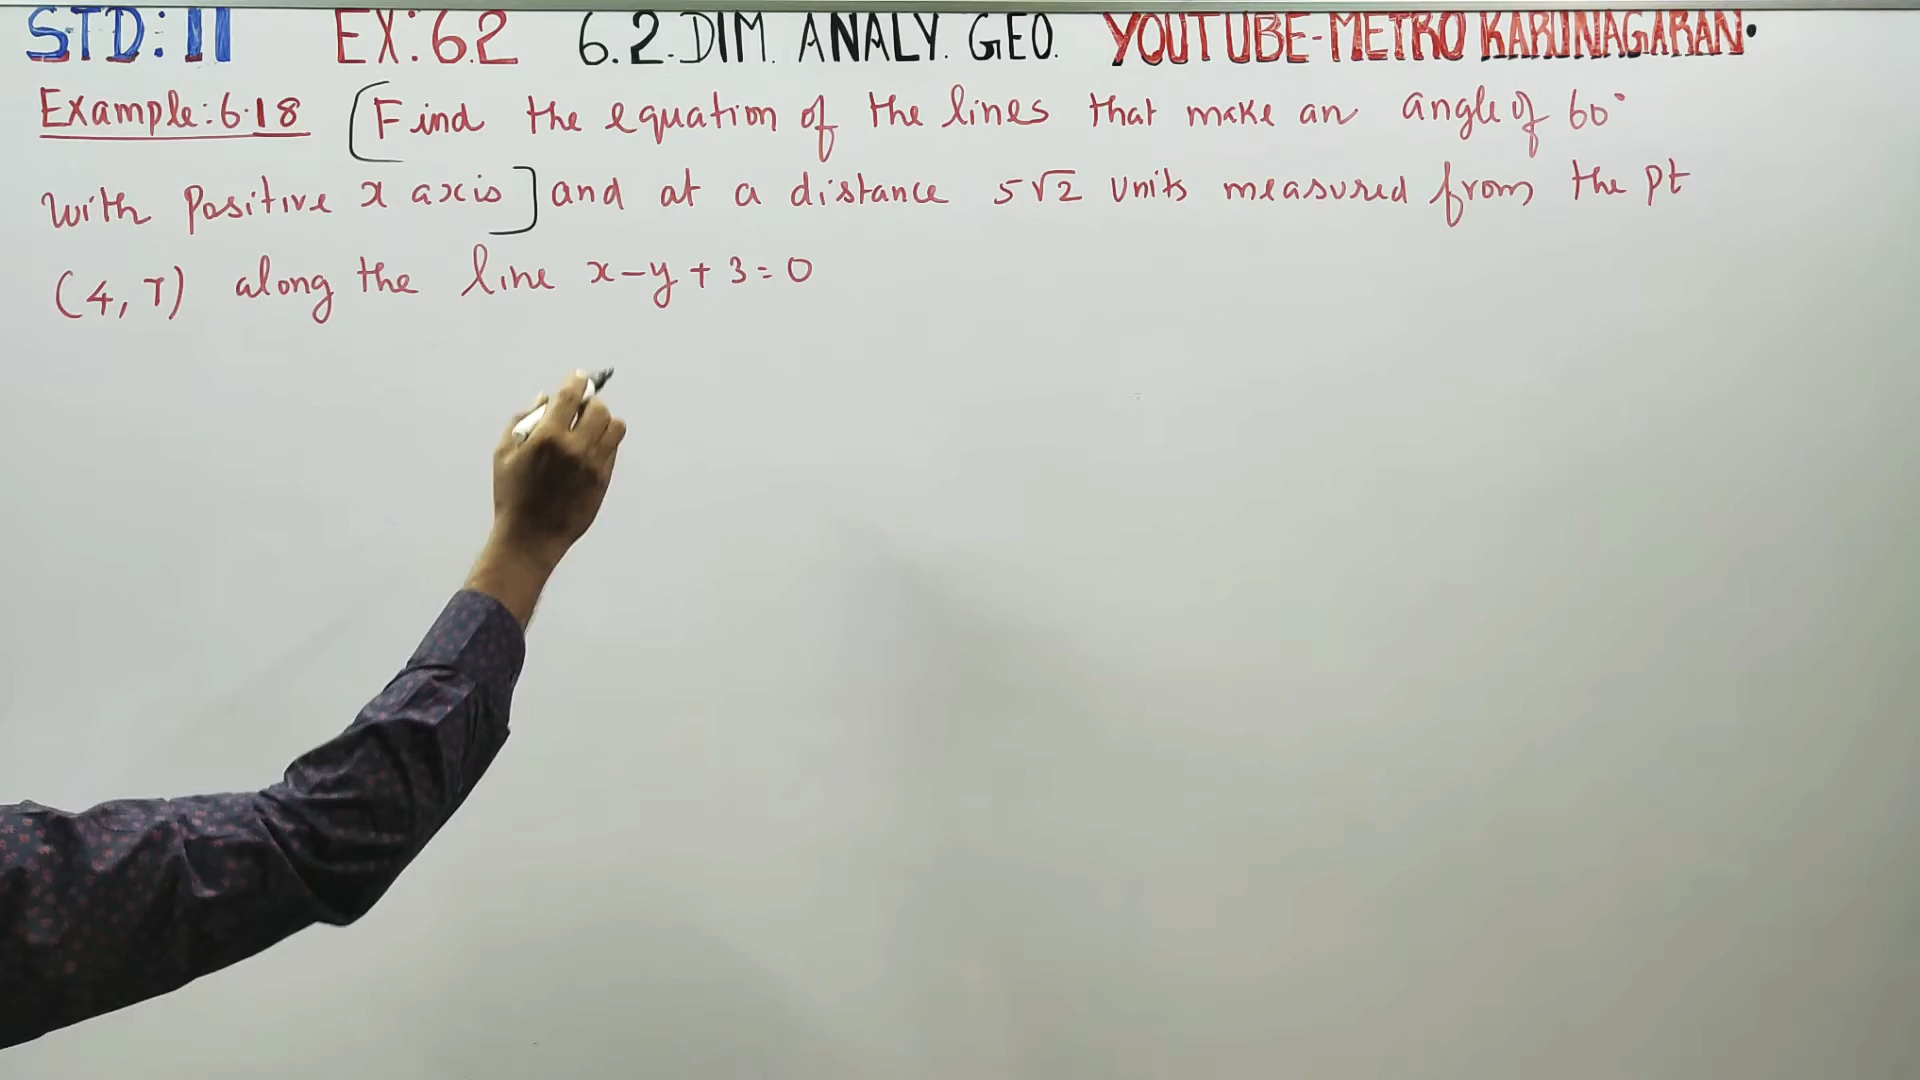 STD: 11 EX: 6.2 6.2. DIM. ANALY. GEO. YOUTUBE-METRO KARUNAGARAN.
Example: 6.18 [Find the equation of the lines that make an angle of 60°
with positive x axis] and at a distance 5√2 units measured from the pt
(4, 7) along the line x-y+3=0